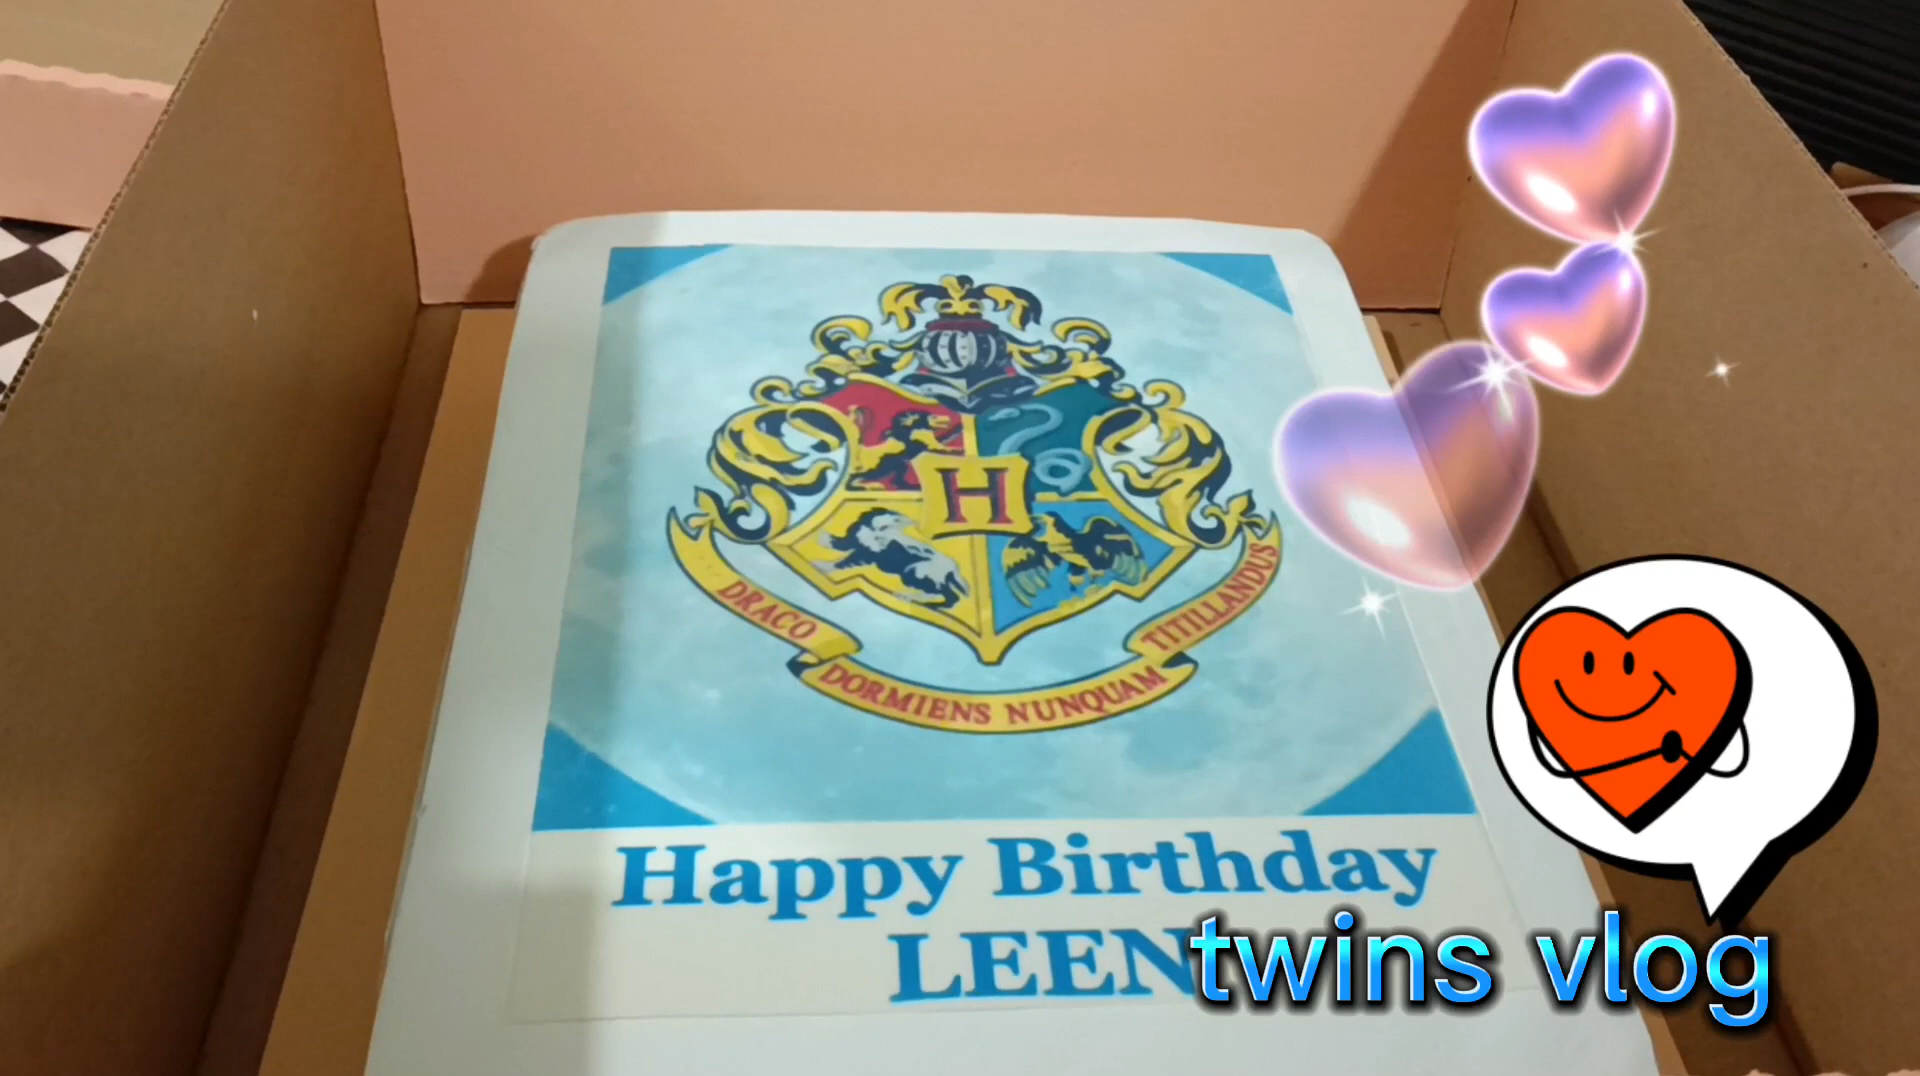 H
DRACO
DORMIENS NUNQUAM
TITILLANDUS
Happy Birthday
LEEN
twins vlog